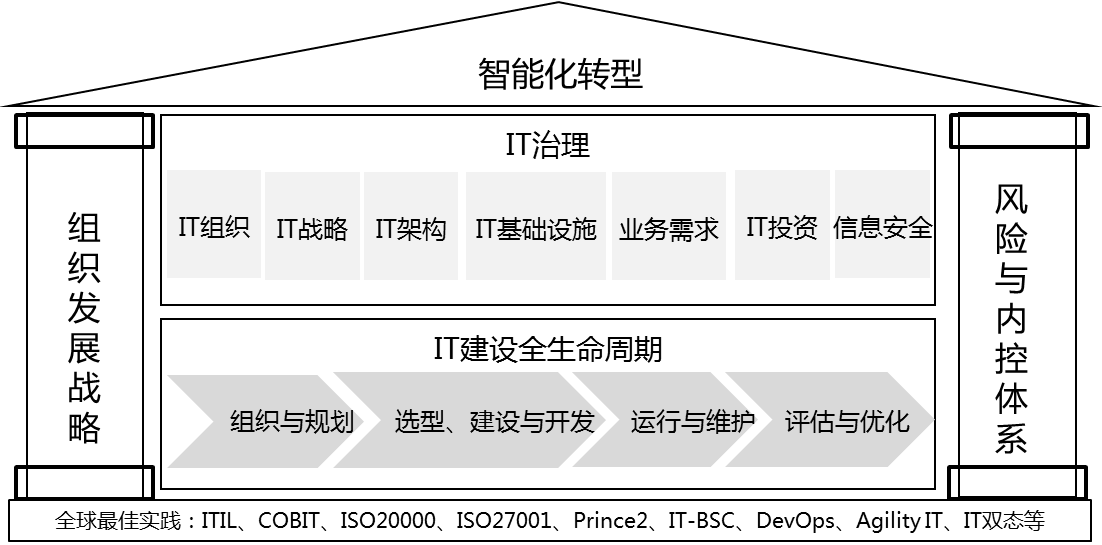 智能化转型
组织发展战略
IT治理
IT组织
IT战略
IT架构
IT基础设施
业务需求
IT投资
信息安全
IT建设全生命周期
组织与规划
选型、建设与开发
运行与维护
评估与优化
风险与内控体系
全球最佳实践：ITIL、COBIT、ISO20000、ISO27001、Prince2、IT-BSC、DevOps、Agility IT、IT双态等